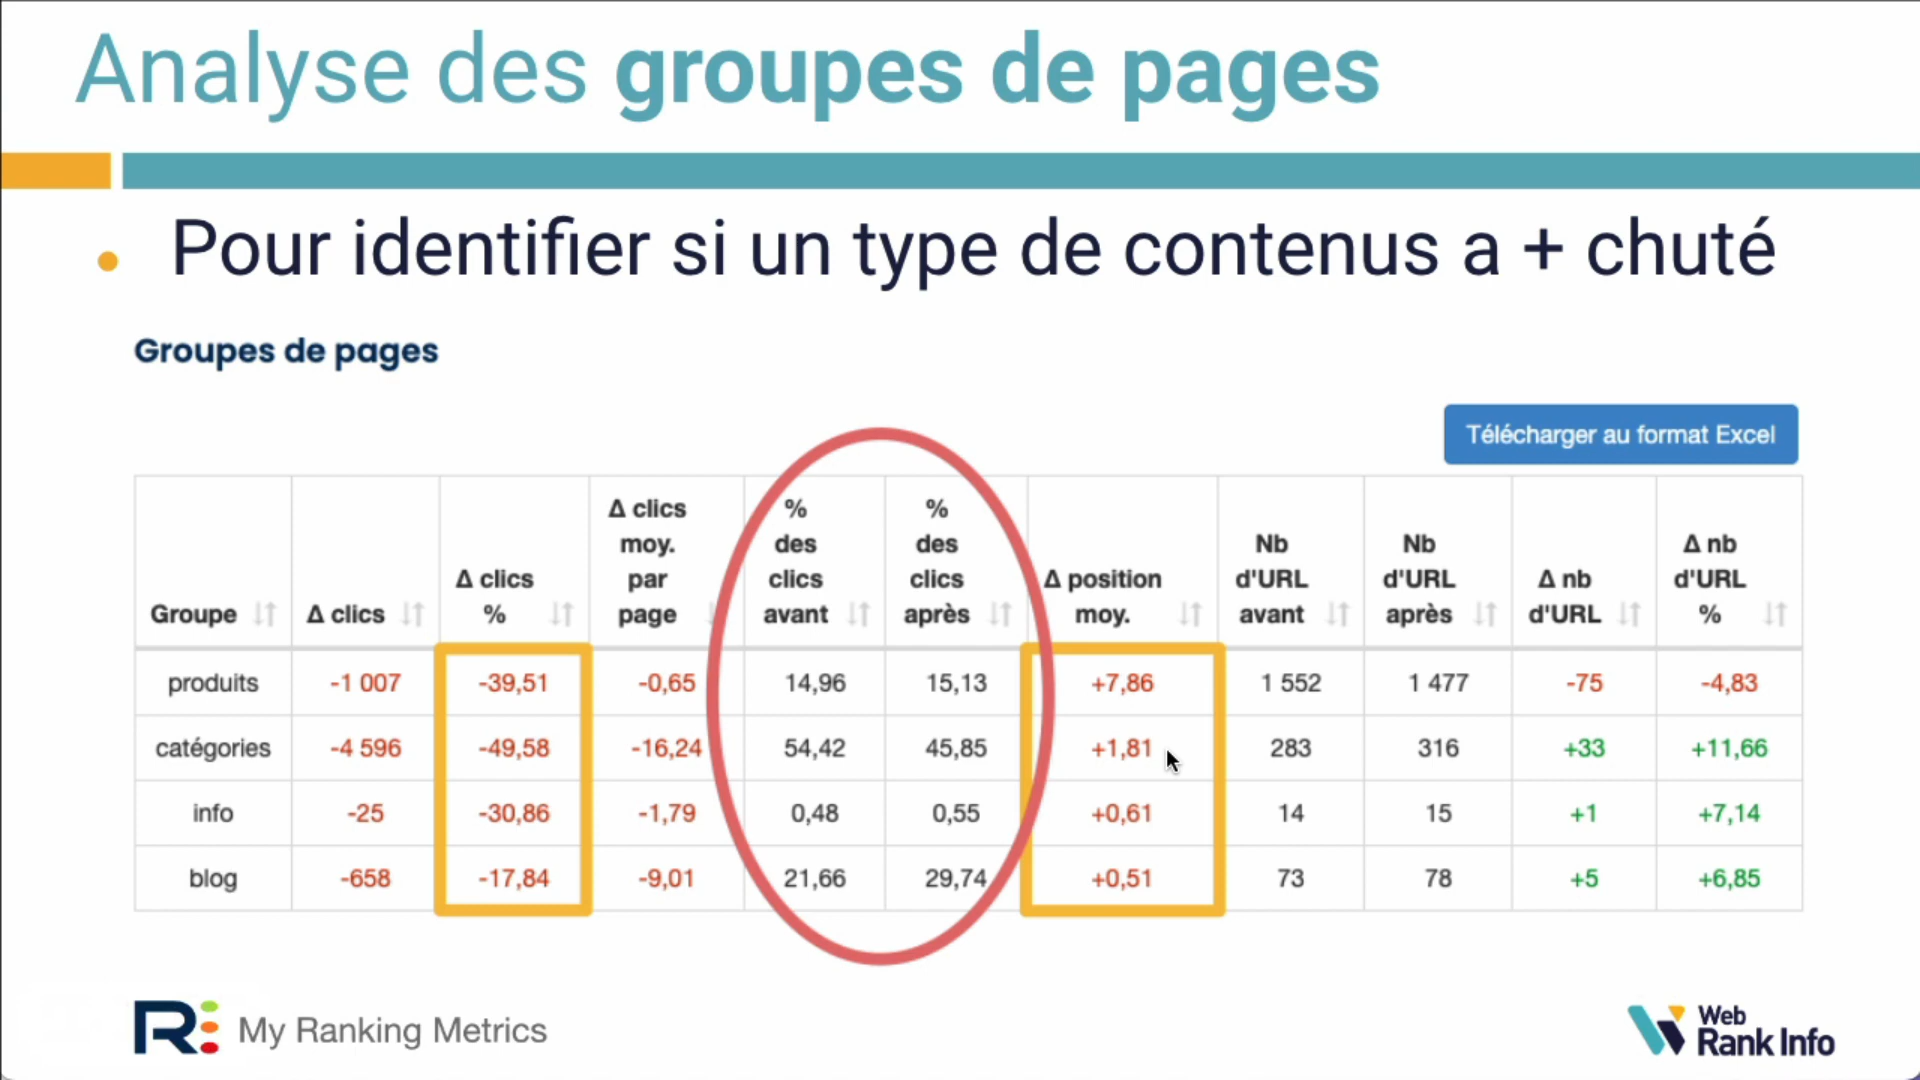 Analyse des groupes de pages
Pour identifier si un type de contenus a + chuté
Groupes de pages
Télécharger au format Excel
Groupe Δ clics Δ clics % Δ clics moy. par page % des clics avant % des clics après Δ position moy. Nb d'URL avant Nb d'URL après Δ nb d'URL Δ nb d'URL %
produits -1 007 -39,51 -0,65 14,96 15,13 +7,86 1 552 1 477 -75 -4,83
catégories -4 596 -49,58 -16,24 54,42 45,85 +1,81 283 316 +33 +11,66
info -25 -30,86 -1,79 0,48 0,55 +0,61 14 15 +1 +7,14
blog -658 -17,84 -9,01 21,66 29,74 +0,51 73 78 +5 +6,85
My Ranking Metrics
Web
Rank Info